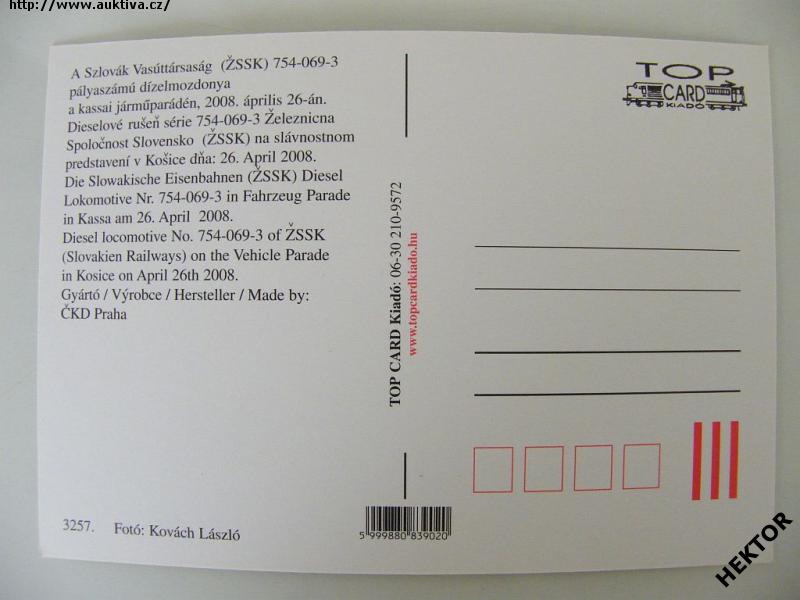 http://www.auktiva.cz/
A Szlovák Vasúttársaság (ŽSSK) 754-069-3
pályaszámú dízelmozdonya
a kassai járműparádén, 2008. április 26-án.
Dieselové rušeň série 754-069-3 Železnicna
Spoločnost Slovensko (ŽSSK) na slávnostnom
predstavení v Košice dňa: 26. April 2008.
Die Slowakische Eisenbahnen (ŽSSK) Diesel
Lokomotive Nr. 754-069-3 in Fahrzeug Parade
in Kassa am 26. April 2008.
Diesel locomotive No. 754-069-3 of ŽSSK
(Slovakien Railways) on the Vehicle Parade
in Kosice on April 26th 2008.
Gyártó / Výrobce / Hersteller / Made by:
ČKD Praha
3257. Fotó: Kovách László
TOP CARD Kiadó: 06-30 210-9572
www.topcardkiado.hu
5 999880 839020
TOP
CARD
KIADÓ
HEKTOR